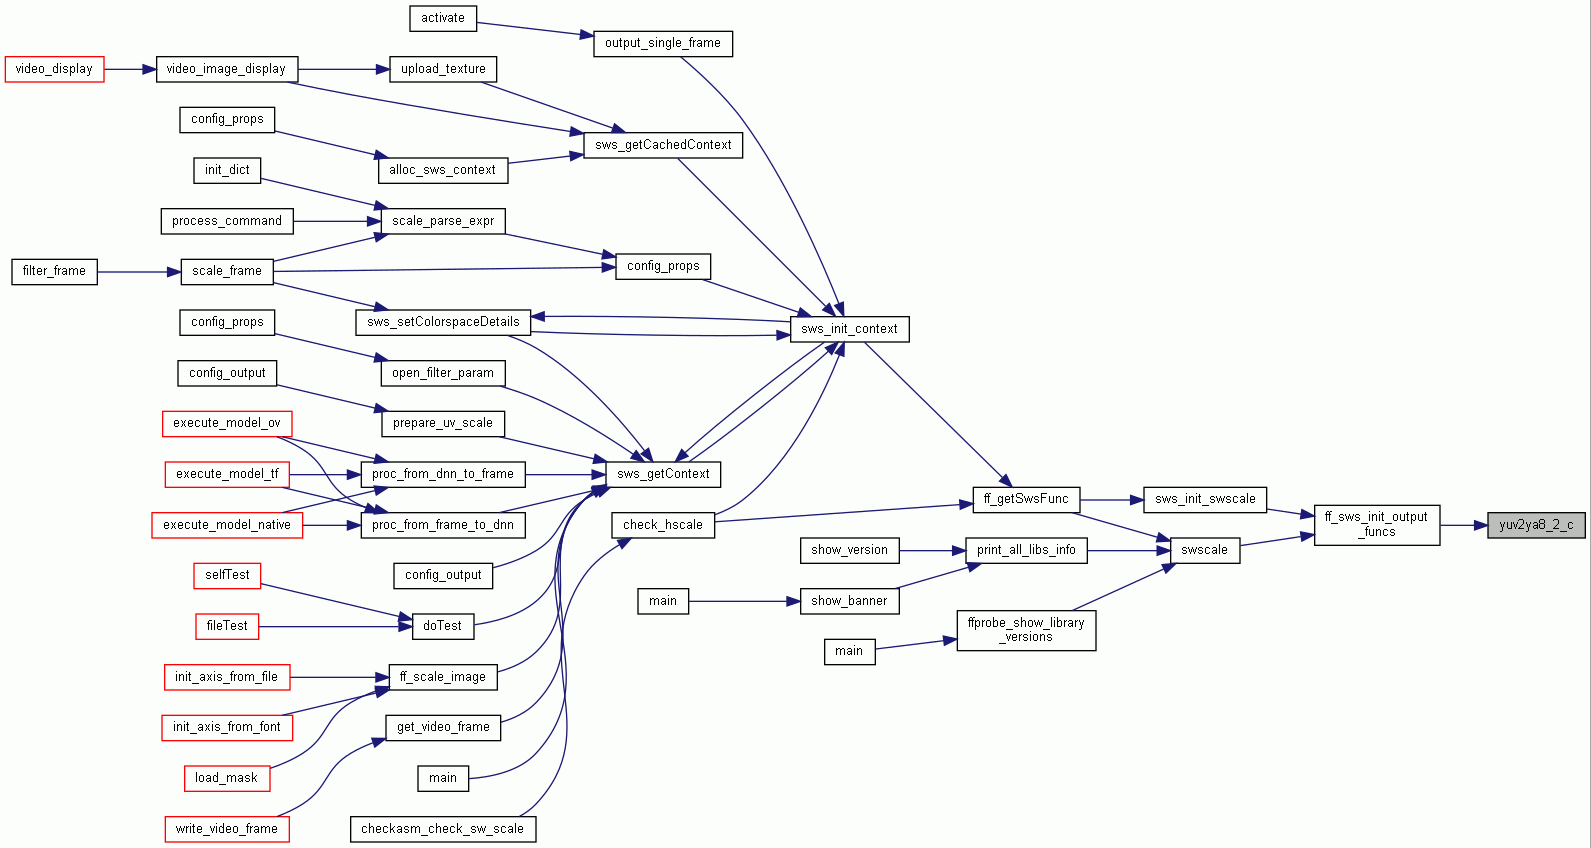 activate
output_single_frame
video_display
video_image_display
upload_texture
config_props
sws_getCachedContext
init_dict
alloc_sws_context
process_command
scale_parse_expr
filter_frame
scale_frame
config_props
config_props
sws_setColorspaceDetails
sws_init_context
config_output
open_filter_param
execute_model_ov
prepare_uv_scale
execute_model_tf
proc_from_dnn_to_frame
sws_getContext
execute_model_native
proc_from_frame_to_dnn
check_hscale
ff_getSwsFunc
sws_init_swscale
ff_sws_init_output
_funcs
yuv2ya8_2_c
show_version
print_all_libs_info
swscale
selfTest
config_output
main
show_banner
fileTest
doTest
main
ffprobe_show_library
_versions
init_axis_from_file
ff_scale_image
init_axis_from_font
get_video_frame
load_mask
main
write_video_frame
checkasm_check_sw_scale